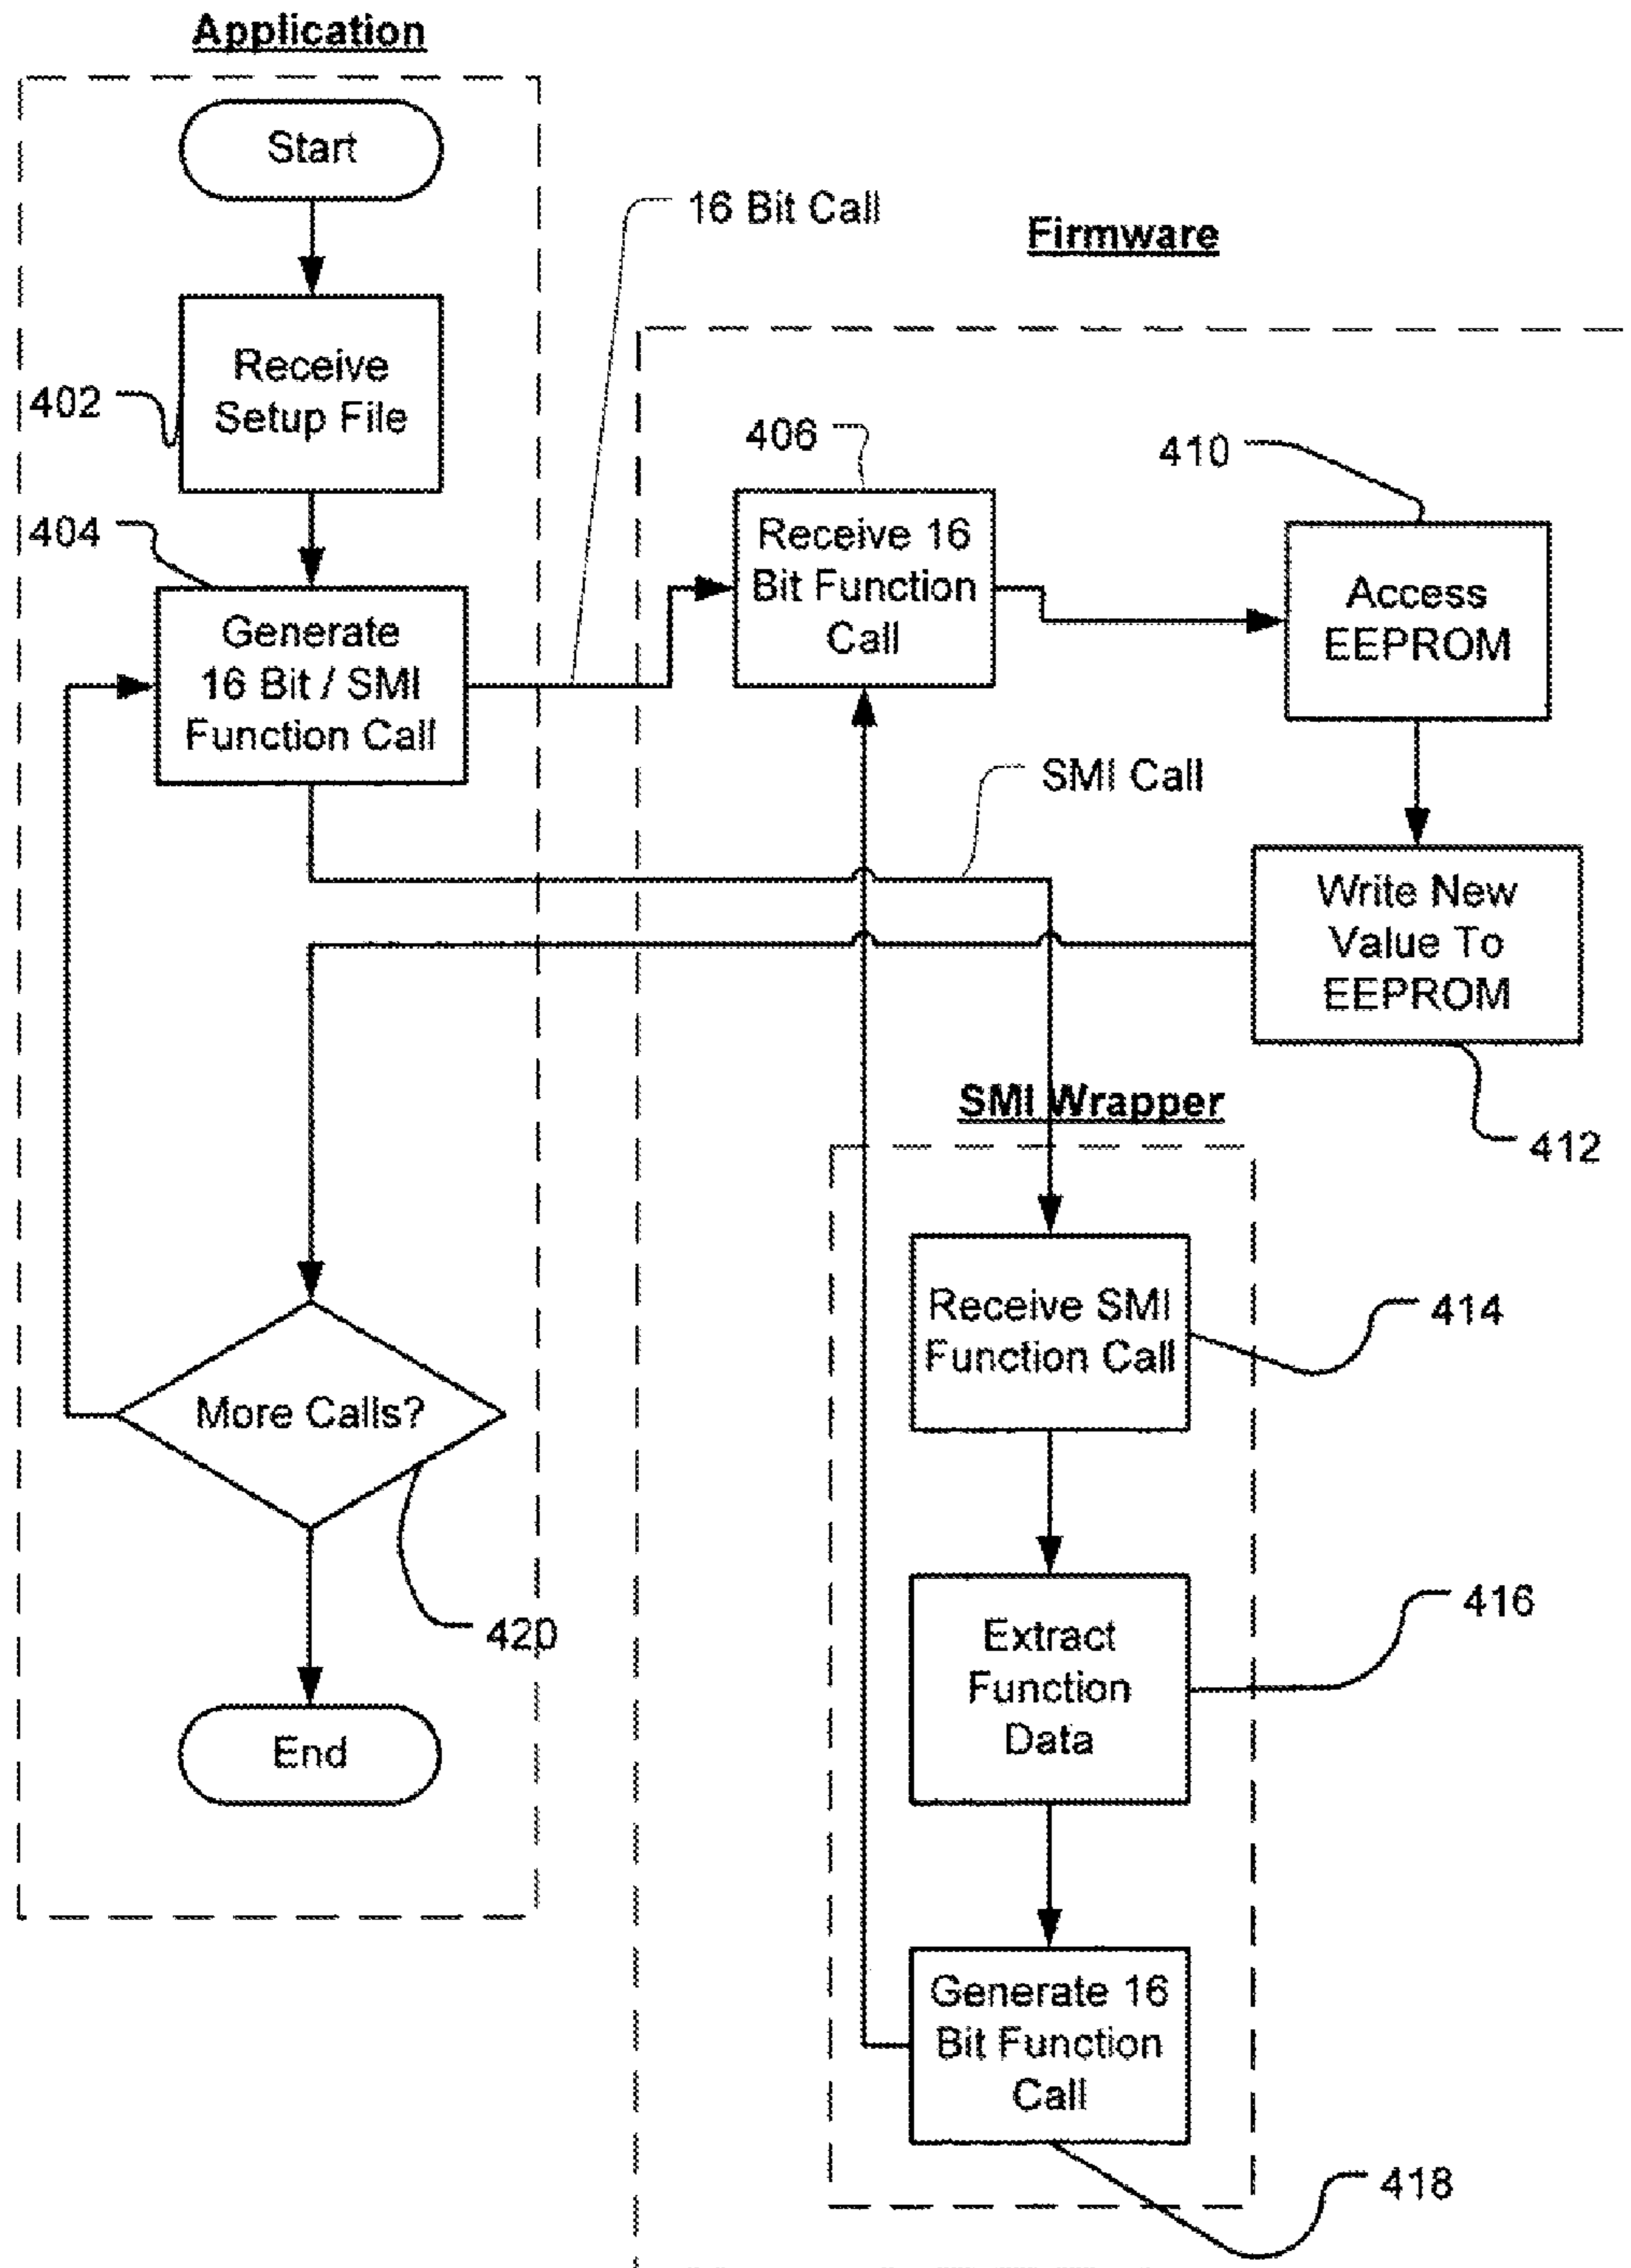 Application
Start
16 Bit Call
Firmware
Receive
Setup File
402
406
410
404
Receive 16
Bit Function
Call
Access
EEPROM
Generate
16 Bit / SMI
Function Call
SMI Call
Write New
Value To
EEPROM
SMI Wrapper
412
Receive SMI
Function Call
414
More Calls?
420
Extract
Function
Data
416
End
Generate 16
Bit Function
Call
418